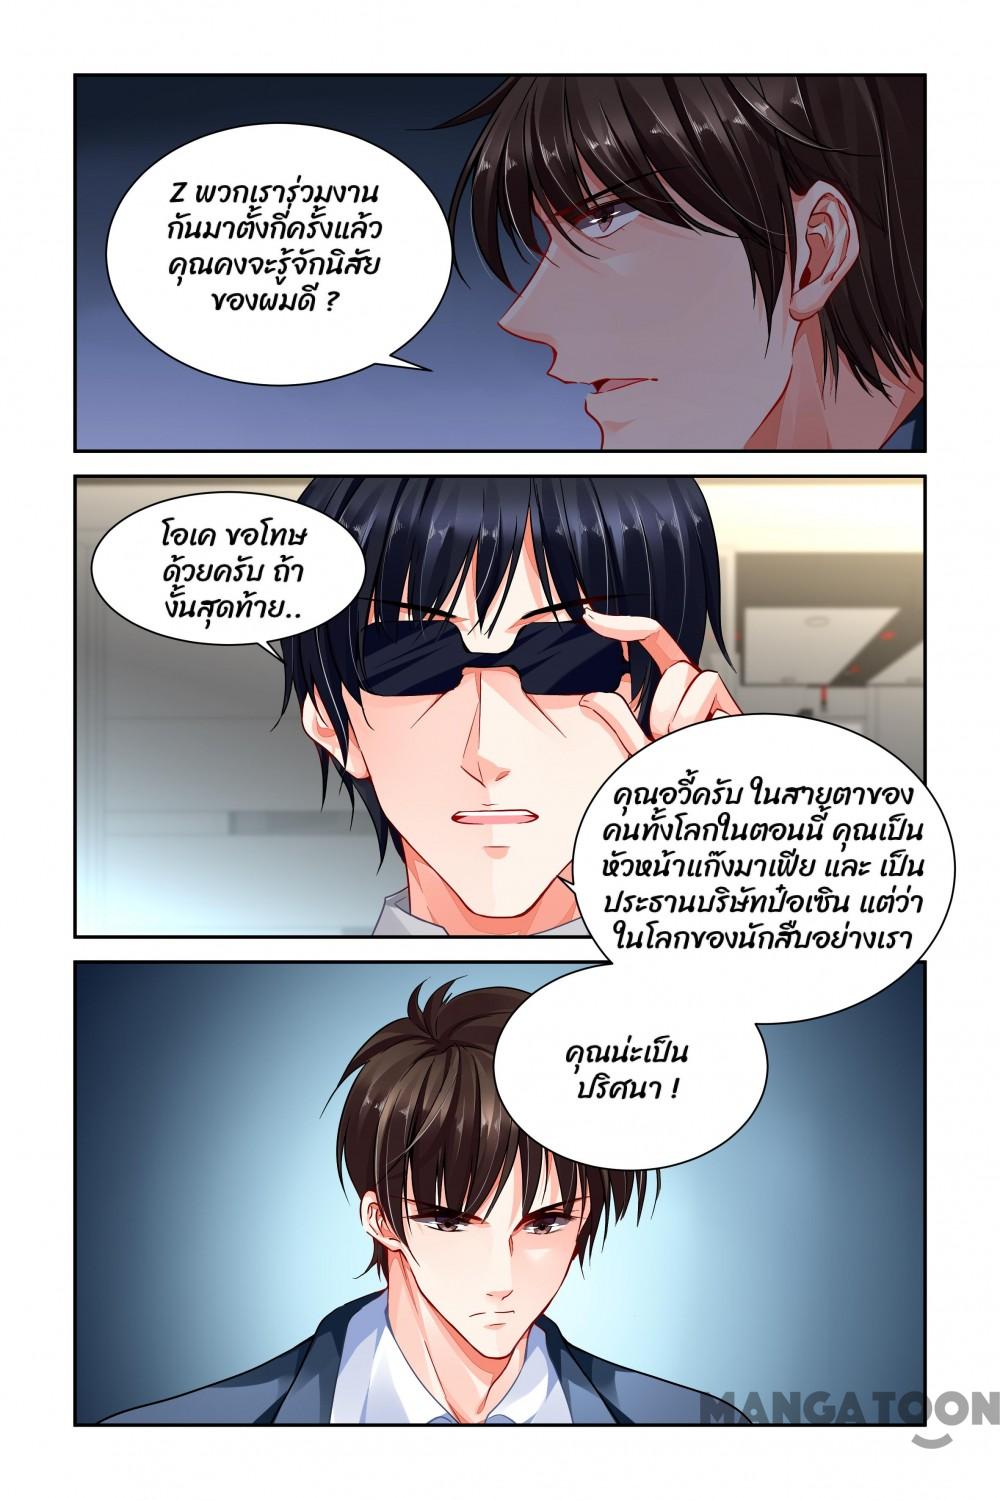 Z พวกเราร่วมงาน
กันมาตั้งกี่ครั้งแล้ว
คุณคงจะรู้จักนิสัย
ของผมดี ?
โอเค ขอโทษ
ด้วยครับ ถ้า
งั้นสุดท้าย..
คุณอวี้ครับ ในสายตาของ
คนทั้งโลกในตอนนี้ คุณเป็น
หัวหน้าแก๊งมาเฟีย และ เป็น
ประธานบริษัทป๋อเซิน แต่ว่า
ในโลกของนักสืบอย่างเรา
คุณน่ะเป็น
ปริศนา !
MANGATOON